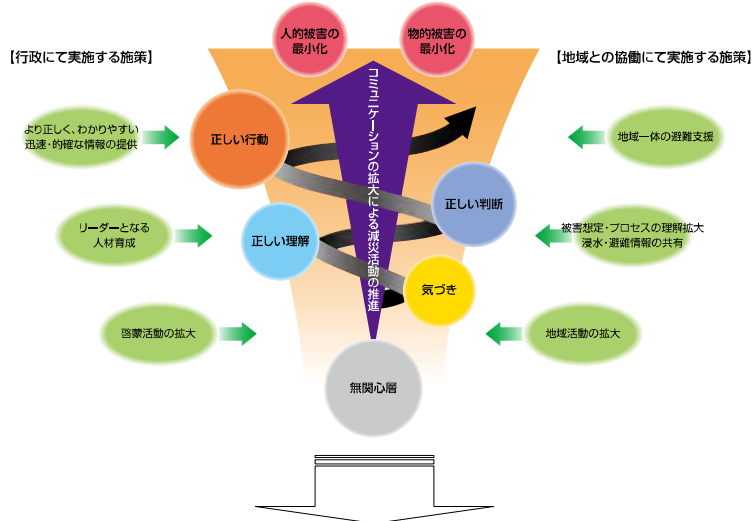 人的被害の
最小化
物的被害の
最小化
【行政にて実施する施策】
【地域との協働にて実施する施策】
コミュニケーションの拡大による減災活動の推進
より正しく、わかりやすい
迅速・的確な情報の提供
正しい行動
地域一体の避難支援
正しい判断
リーダーとなる
人材育成
正しい理解
被害想定・プロセスの理解拡大
浸水・避難情報の共有
気づき
啓蒙活動の拡大
地域活動の拡大
無関心層